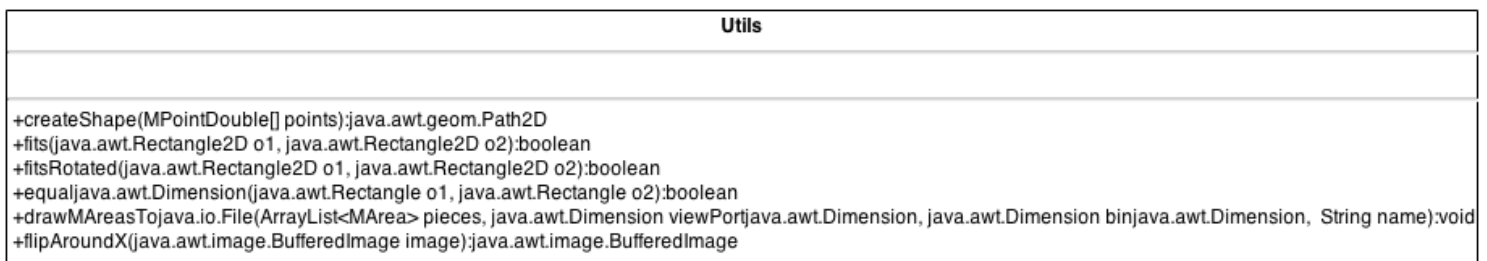 Utils
+createShape(MPointDouble[] points):java.awt.geom.Path2D
+fits(java.awt.Rectangle2D o1, java.awt.Rectangle2D o2):boolean
+fitsRotated(java.awt.Rectangle2D o1, java.awt.Rectangle2D o2):boolean
+equaljava.awt.Dimension(java.awt.Rectangle o1, java.awt.Rectangle o2):boolean
+drawMAreasTojava.io.File(ArrayList<MArea> pieces, java.awt.Dimension viewPortjava.awt.Dimension, java.awt.Dimension binjava.awt.Dimension, String name):void
+flipAroundX(java.awt.image.BufferedImage image):java.awt.image.BufferedImage